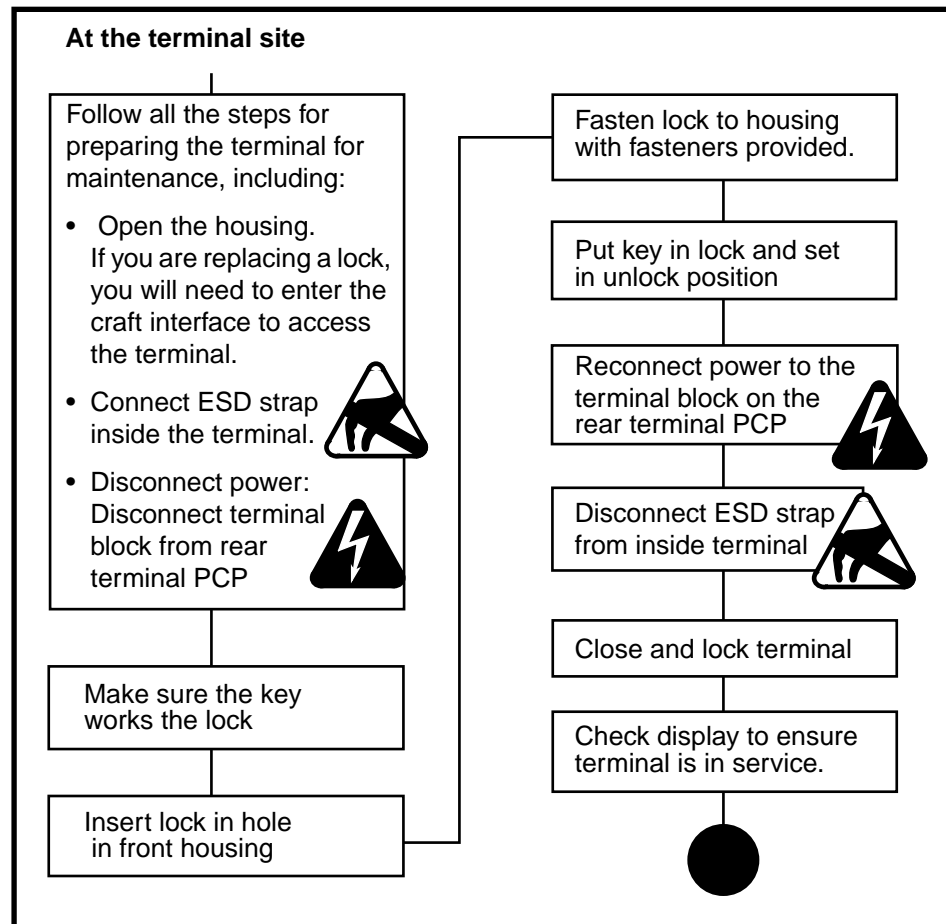 At the terminal site
Follow all the steps for
preparing the terminal for
maintenance, including:
• Open the housing.
If you are replacing a lock,
you will need to enter the
craft interface to access
the terminal.
• Connect ESD strap
inside the terminal.
• Disconnect power:
Disconnect terminal
block from rear
terminal PCP
Make sure the key
works the lock
Insert lock in hole
in front housing
Fasten lock to housing
with fasteners provided.
Put key in lock and set
in unlock position
Reconnect power to the
terminal block on the
rear terminal PCP
Disconnect ESD strap
from inside terminal
Close and lock terminal
Check display to ensure
terminal is in service.